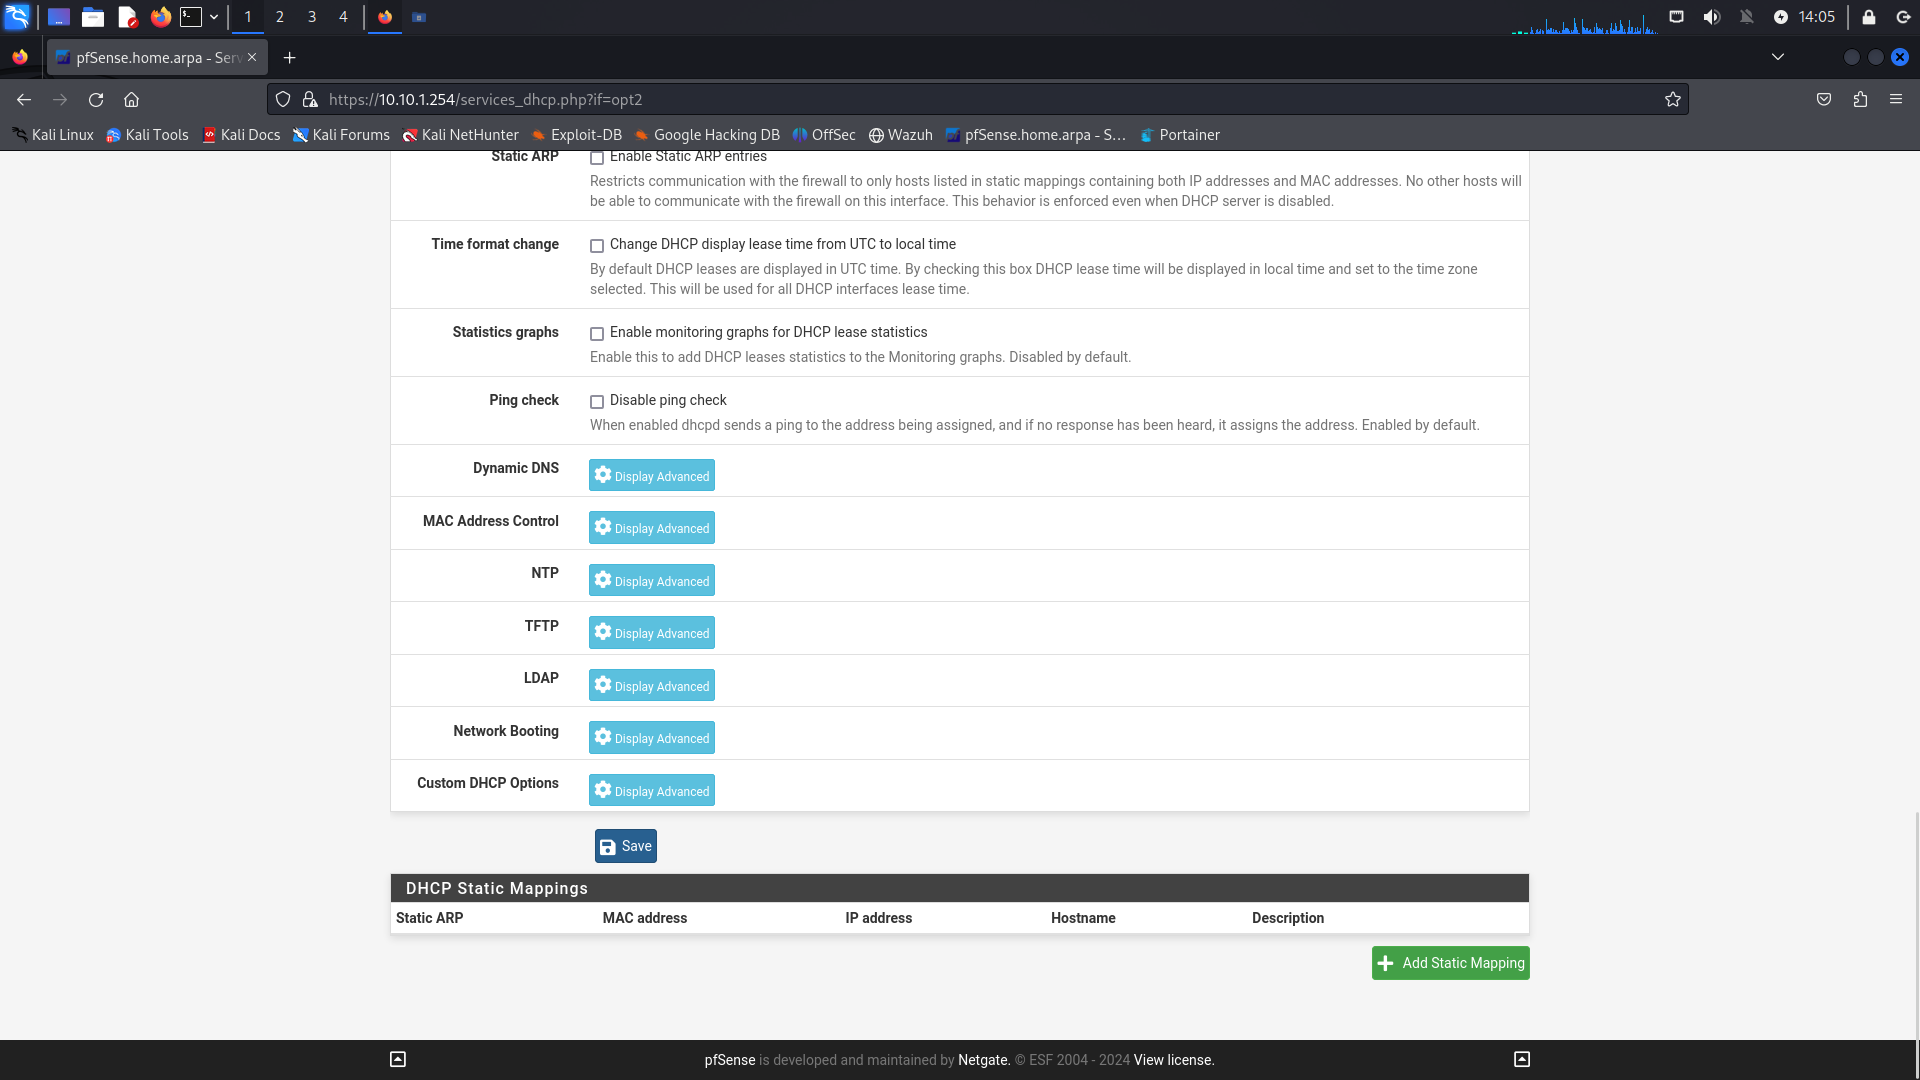 1 2 3 4
14:05
pfSense.home.arpa - Serv
https://10.10.1.254/services_dhcp.php?if=opt2
Kali Linux Kali Tools Kali Docs Kali Forums Kali NetHunter Exploit-DB Google Hacking DB OffSec Wazuh pfSense.home.arpa - S… Portainer
Static ARP Enable Static ARP entries
Restricts communication with the firewall to only hosts listed in static mappings containing both IP addresses and MAC addresses. No other hosts will
be able to communicate with the firewall on this interface. This behavior is enforced even when DHCP server is disabled.
Time format change Change DHCP display lease time from UTC to local time
By default DHCP leases are displayed in UTC time. By checking this box DHCP lease time will be displayed in local time and set to the time zone
selected. This will be used for all DHCP interfaces lease time.
Statistics graphs Enable monitoring graphs for DHCP lease statistics
Enable this to add DHCP leases statistics to the Monitoring graphs. Disabled by default.
Ping check Disable ping check
When enabled dhcpd sends a ping to the address being assigned, and if no response has been heard, it assigns the address. Enabled by default.
Dynamic DNS Display Advanced
MAC Address Control Display Advanced
NTP Display Advanced
TFTP Display Advanced
LDAP Display Advanced
Network Booting Display Advanced
Custom DHCP Options Display Advanced
Save
DHCP Static Mappings
Static ARP MAC address IP address Hostname Description
Add Static Mapping
pfSense is developed and maintained by Netgate. © ESF 2004 - 2024 View license.